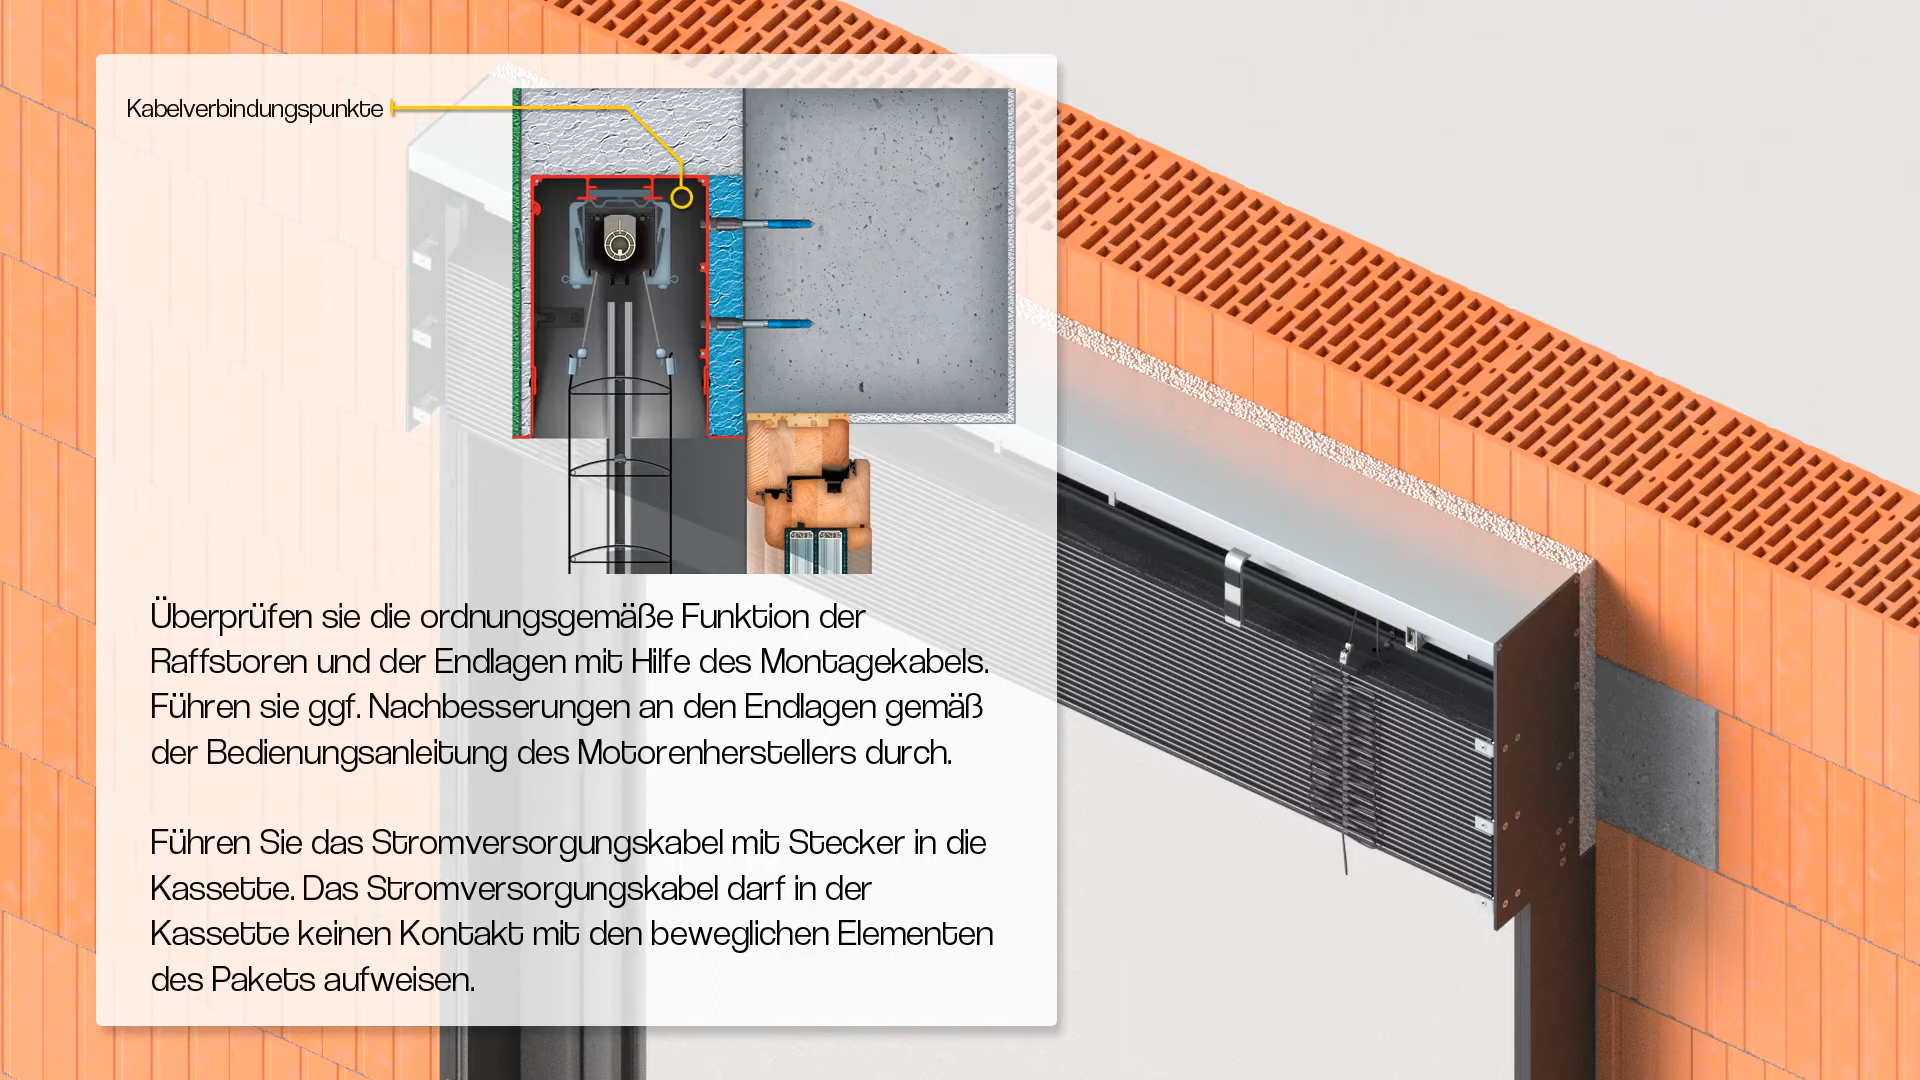 Kabelverbindungspunkte
Überprüfen sie die ordnungsgemäße Funktion der
Raffstoren und der Endlagen mit Hilfe des Montagekabels.
Führen sie ggf. Nachbesserungen an den Endlagen gemäß
der Bedienungsanleitung des Motorenherstellers durch.
Führen Sie das Stromversorgungskabel mit Stecker in die
Kassette. Das Stromversorgungskabel darf in der
Kassette keinen Kontakt mit den beweglichen Elementen
des Pakets aufweisen.